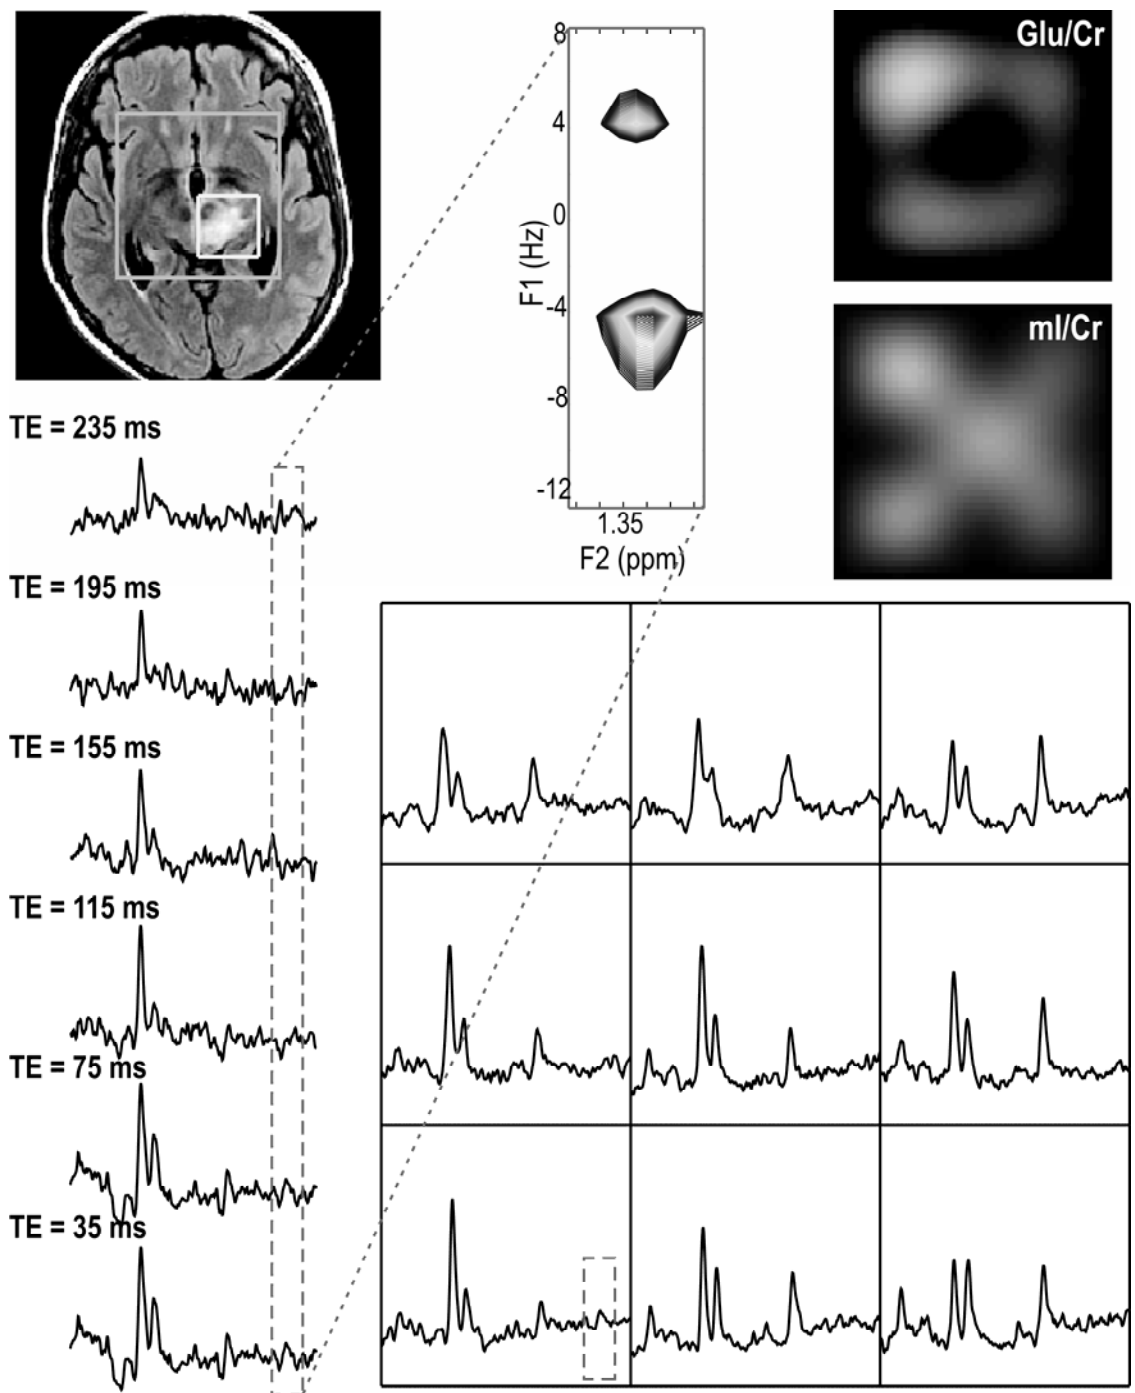 Glu/Cr
mI/Cr
8
4
0
-4
-8
-12
F1 (Hz)
1.35
F2 (ppm)
TE = 235 ms
TE = 195 ms
TE = 155 ms
TE = 115 ms
TE = 75 ms
TE = 35 ms